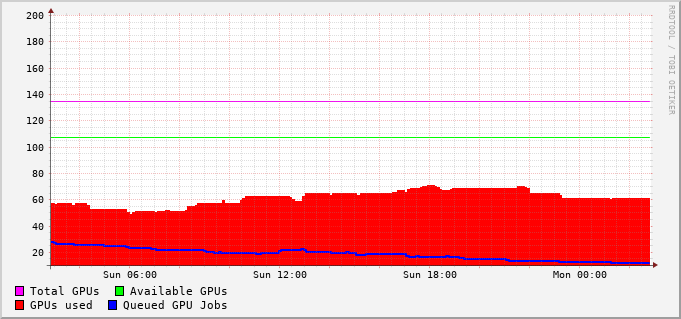 200
180
160
140
120
100
80
60
40
20
Sun 06:00 Sun 12:00 Sun 18:00 Mon 00:00
Total GPUs Available GPUs
GPUs used Queued GPU Jobs
RRDTOOL / TOBI OETIKER